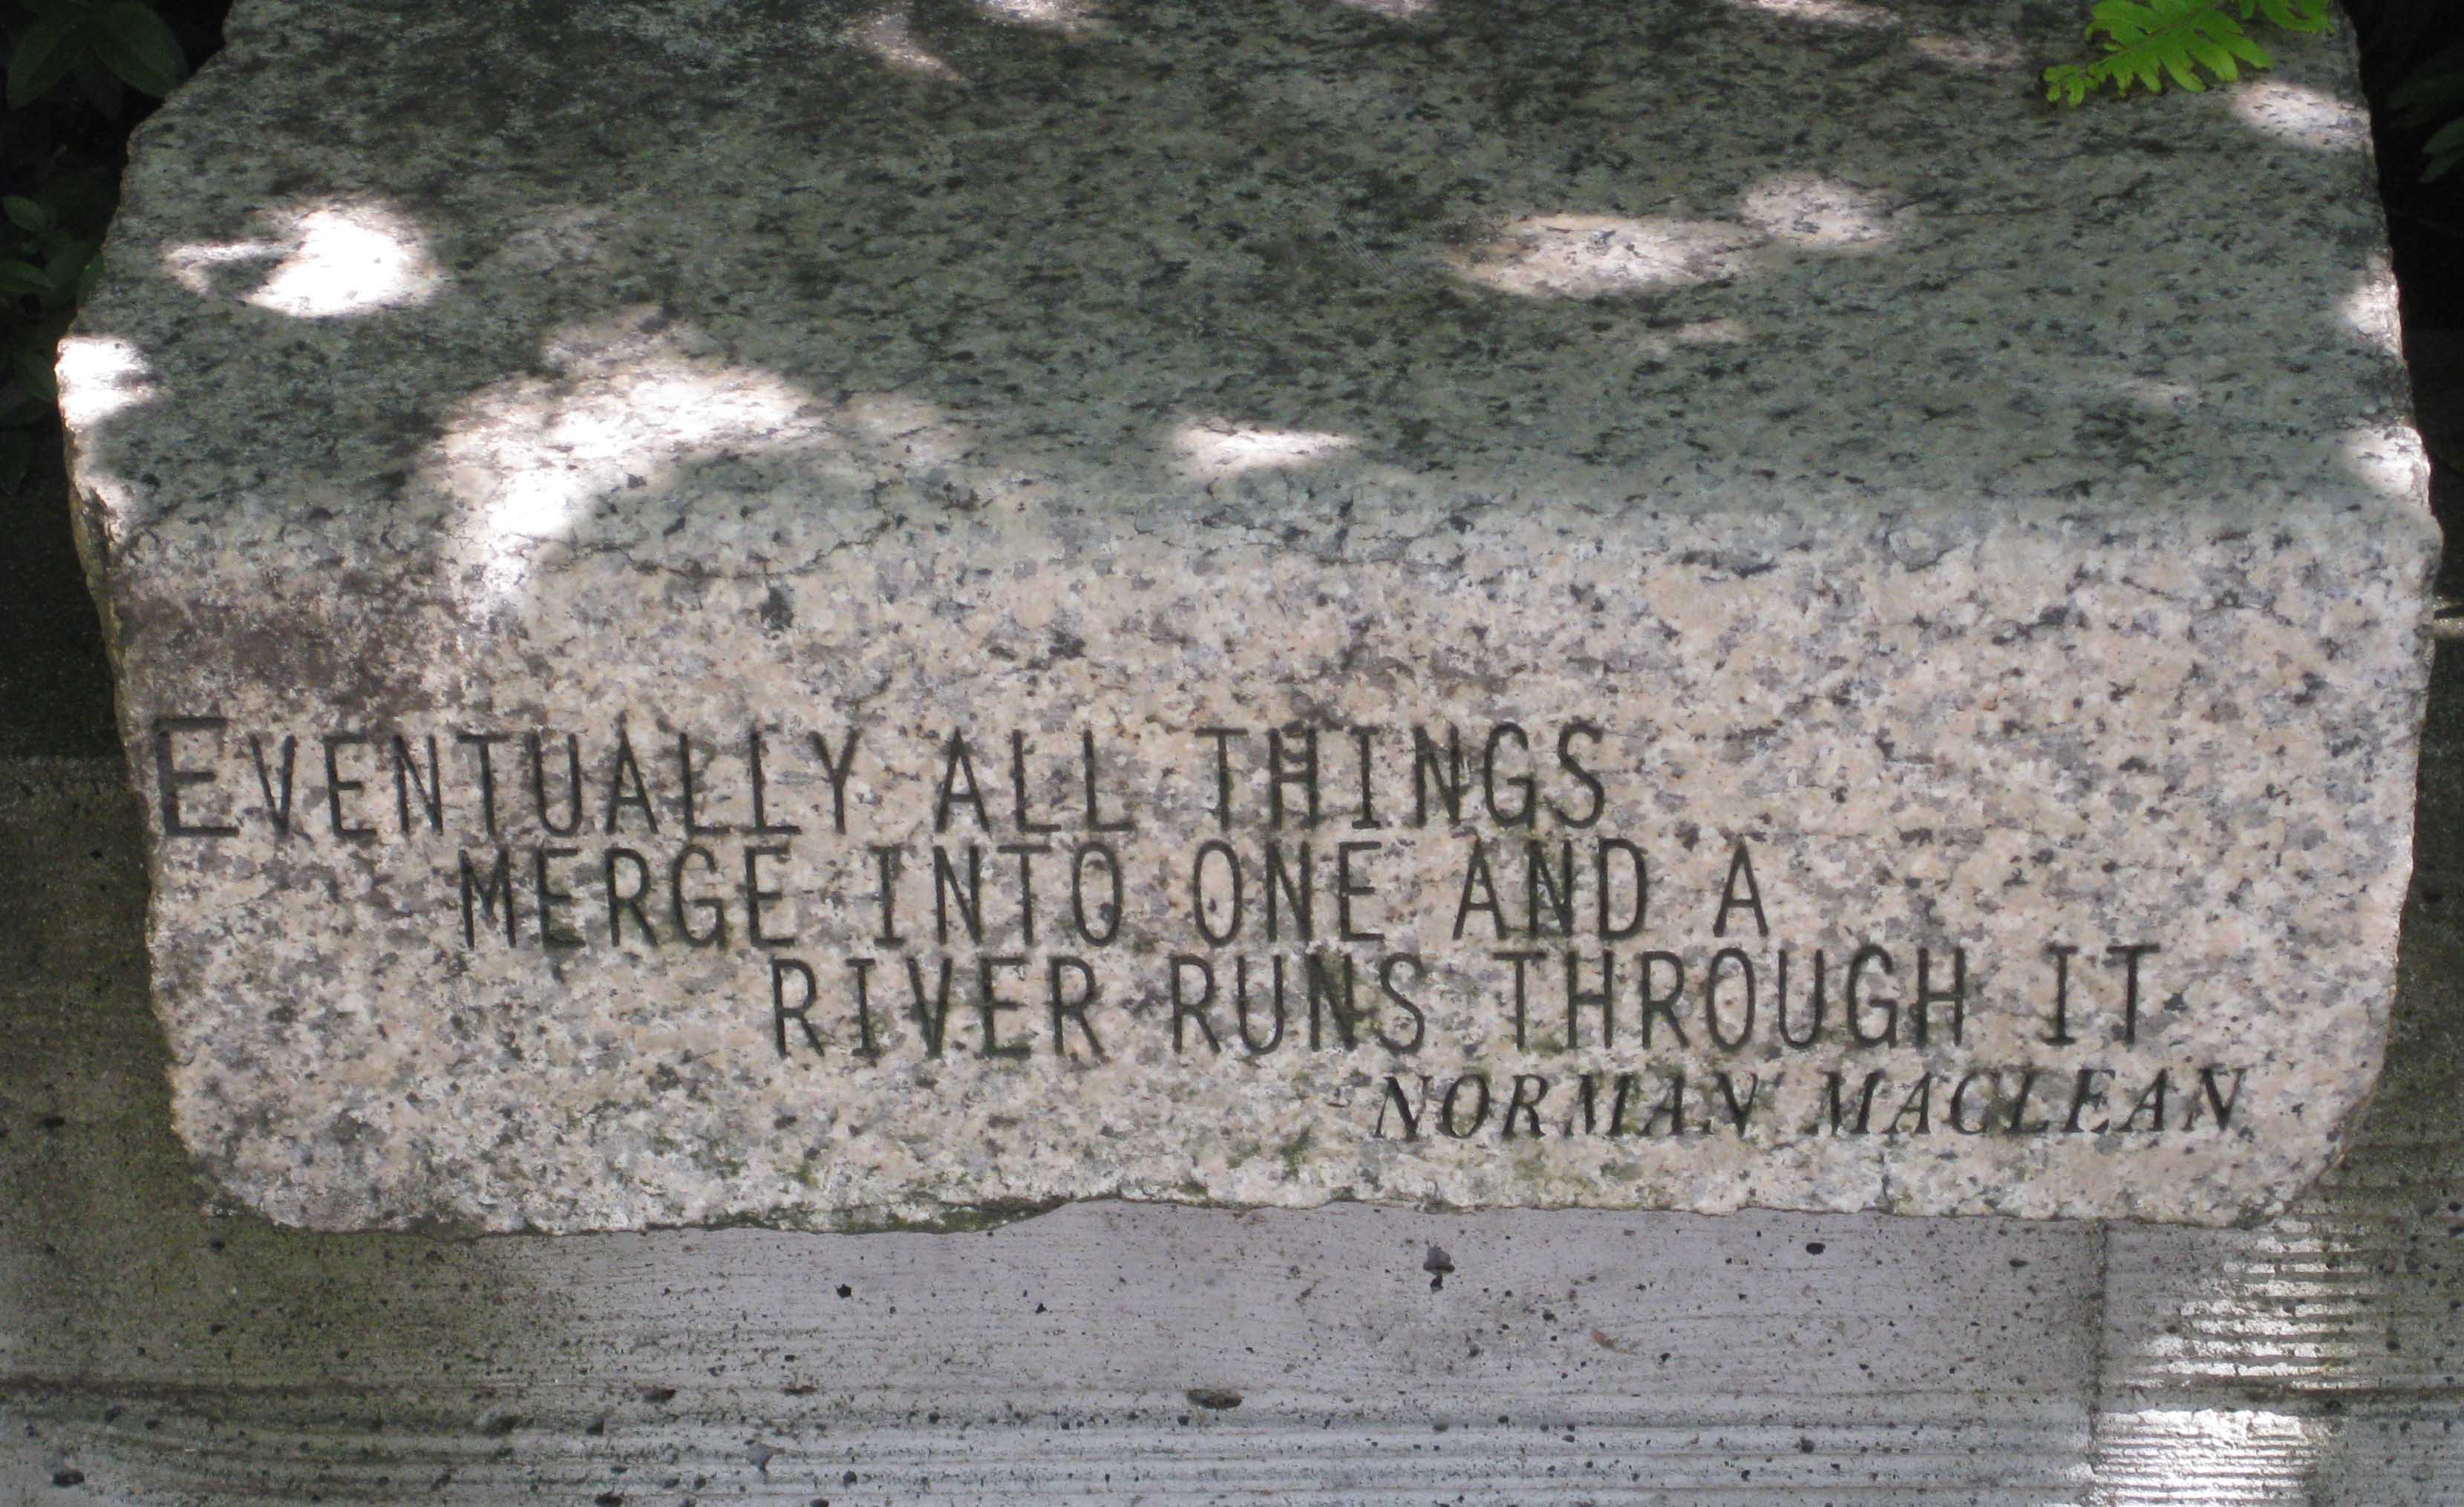 EVENTUALLY ALL THINGS
MERGE INTO ONE AND A
RIVER RUNS THROUGH IT
-NORMAN MACLEAN